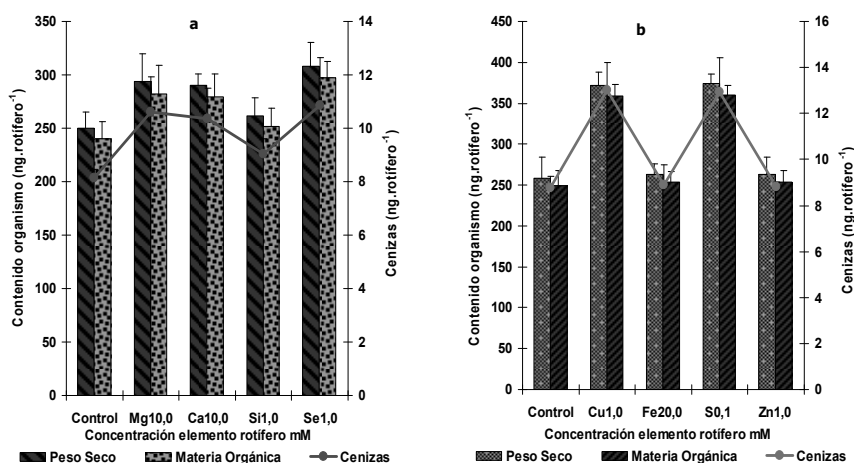 a
Contenido organismo (ng.rotífero⁻¹)
350
300
250
200
150
100
50
0
Cenizas (ng.rotífero⁻¹)
14
12
10
8
6
4
2
0
Control Mg10,0 Ca10,0 Si1,0 Se1,0
Concentración elemento rotífero mM
Peso Seco Materia Orgánica Cenizas
b
Contenido organismo (ng.rotífero⁻¹)
450
400
350
300
250
200
150
100
50
0
Cenizas (ng.rotífero⁻¹)
16
14
12
10
8
6
4
2
0
Control Cu1,0 Fe20,0 S0,1 Zn1,0
Concentración elemento rotífero mM
Peso Seco Materia Orgánica Cenizas